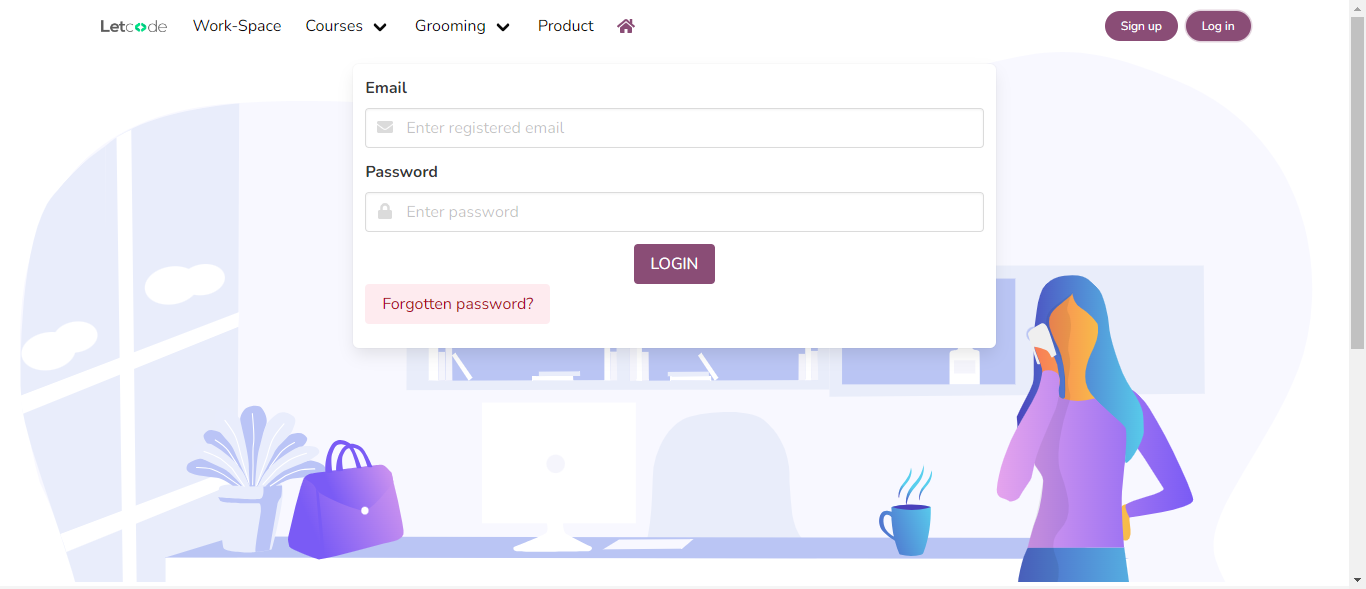 Letcode Work-Space Courses Grooming Product Sign up Log in
Email
Enter registered email
Password
Enter password
LOGIN
Forgotten password?